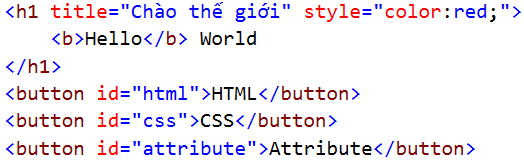 <h1 title="Chào thế giới" style="color:red;">
    <b>Hello</b> World
</h1>
<button id="html">HTML</button>
<button id="css">CSS</button>
<button id="attribute">Attribute</button>